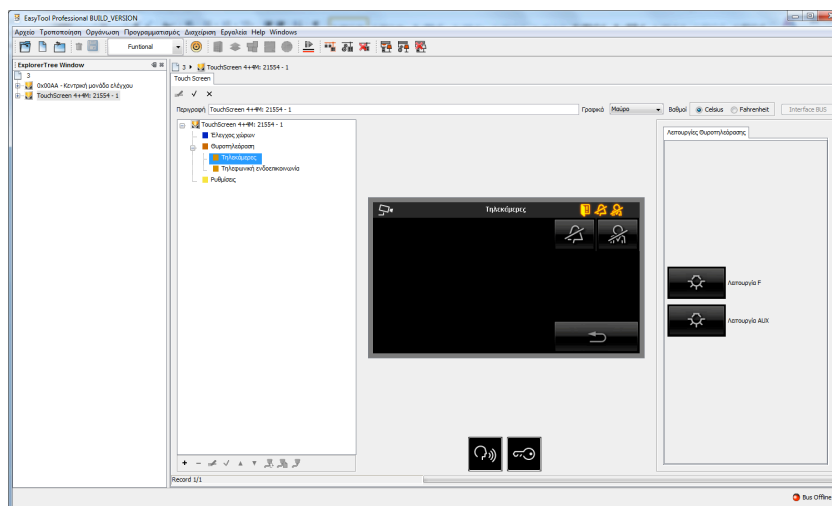 EasyTool Professional BUILD_VERSION
Αρχείο Τροποποίηση Οργάνωση Προγραμματισμός Διαχείριση Εργαλεία Help Windows
Funtional
ExplorerTree Window
3
0x00AA - Κεντρική μονάδα ελέγχου
TouchScreen 4+4M: 21554 - 1
3 TouchScreen 4+4M: 21554 - 1
Touch Screen
Περιγραφή TouchScreen 4+4M: 21554 - 1 Γραφικά Μαύρο Βαθμοί Celsius Fahrenheit Interface BUS
TouchScreen 4+4M: 21554 - 1
Έλεγχος χώρων
Θυροτηλεόραση
Τηλεκάμερες
Τηλεφωνική ενδοεπικοινωνία
Ρυθμίσεις
Τηλεκάμερες
Λειτουργίες Θυροτηλεόρασης
Λειτουργία F
Λειτουργία AUX
Record 1/1
Bus Offline